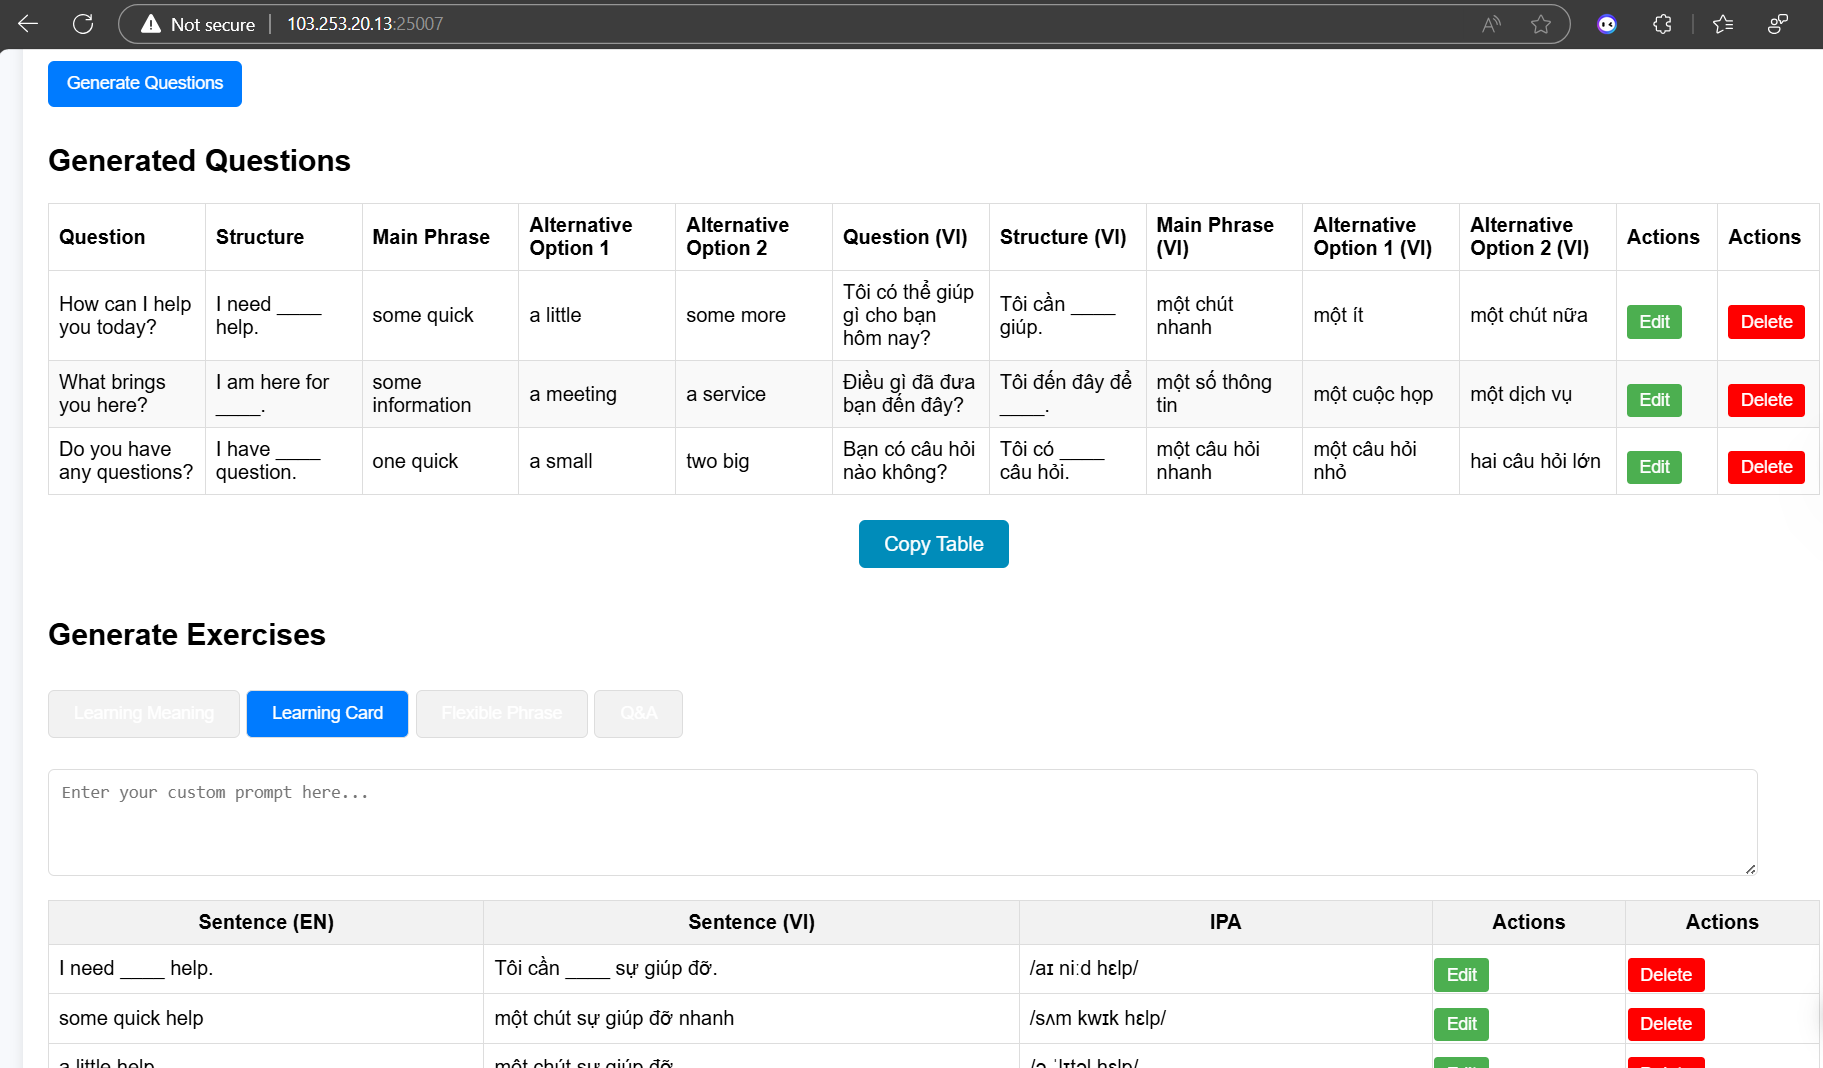 Not secure
103.253.20.13:25007
Generate Questions
Generated Questions
Question
Structure
Main Phrase
Alternative
Option 1
Alternative
Option 2
Question (VI)
Structure (VI)
Main Phrase
(VI)
Alternative
Option 1 (VI)
Alternative
Option 2 (VI)
Actions
Actions
How can I help
you today?
I need ____
help.
some quick
a little
some more
Tôi có thể giúp
gì cho bạn
hôm nay?
Tôi cần ____
giúp.
một chút
nhanh
một ít
một chút nữa
Edit
Delete
What brings
you here?
I am here for
____.
some
information
a meeting
a service
Điều gì đã đưa
bạn đến đây?
Tôi đến đây để
____.
một số thông
tin
một cuộc họp
một dịch vụ
Edit
Delete
Do you have
any questions?
I have ____
question.
one quick
a small
two big
Bạn có câu hỏi
nào không?
Tôi có ____
câu hỏi.
một câu hỏi
nhanh
một câu hỏi
nhỏ
hai câu hỏi lớn
Edit
Delete
Copy Table
Generate Exercises
Learning Meaning
Learning Card
Flexible Phrase
Q&A
Enter your custom prompt here...
Sentence (EN)
Sentence (VI)
IPA
Actions
Actions
I need ____ help.
Tôi cần ____ sự giúp đỡ.
/aɪ niːd hɛlp/
Edit
Delete
some quick help
một chút sự giúp đỡ nhanh
/sʌm kwɪk hɛlp/
Edit
Delete
a little help
một chút sự giúp đỡ
/ə ˈlɪtəl hɛlp/
Edit
Delete